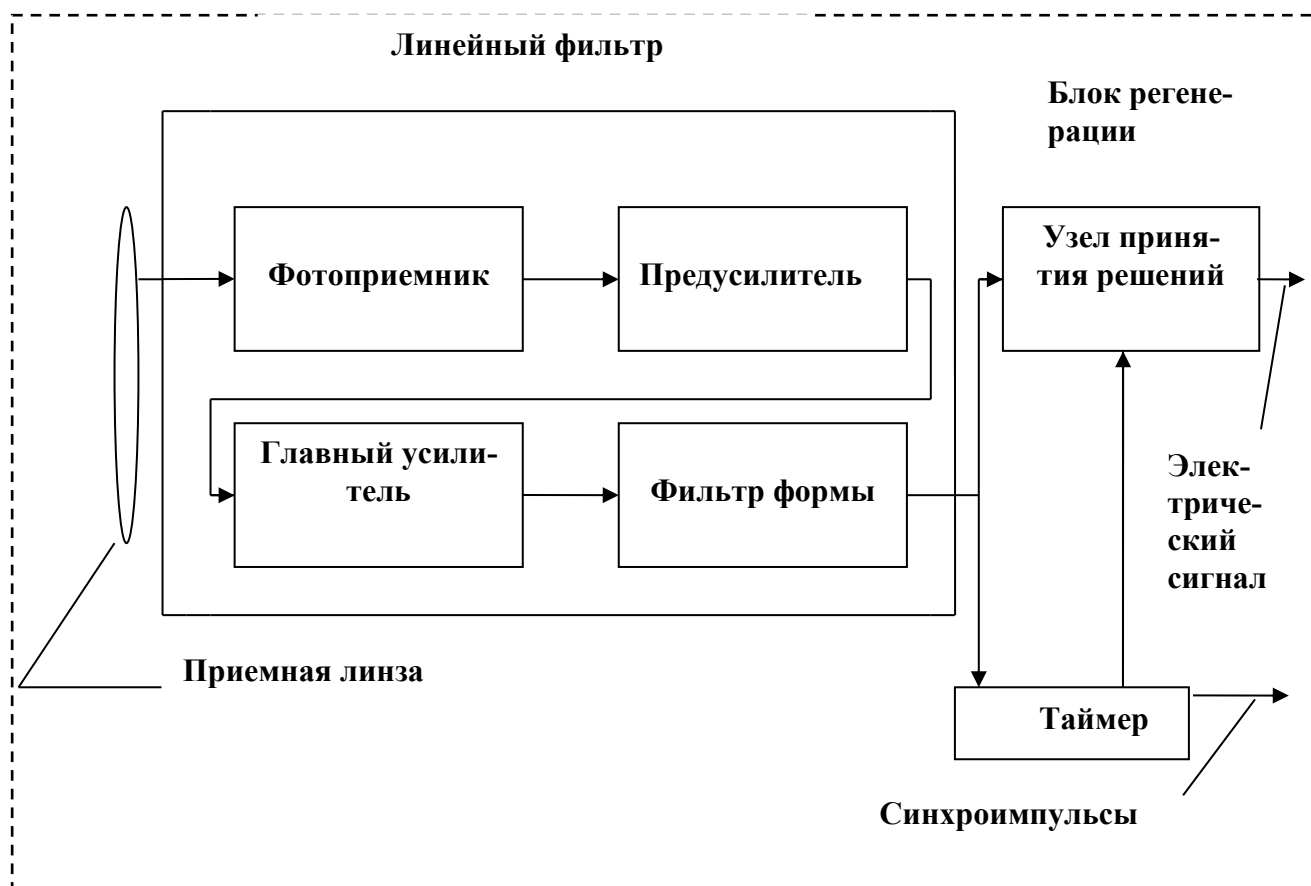 Линейный фильтр
Блок регене-
рации
Фотоприемник
Предусилитель
Узел приня-
тия решений
Главный усили-
тель
Фильтр формы
Элек-
триче-
ский
сигнал
Приемная линза
Таймер
Синхроимпульсы